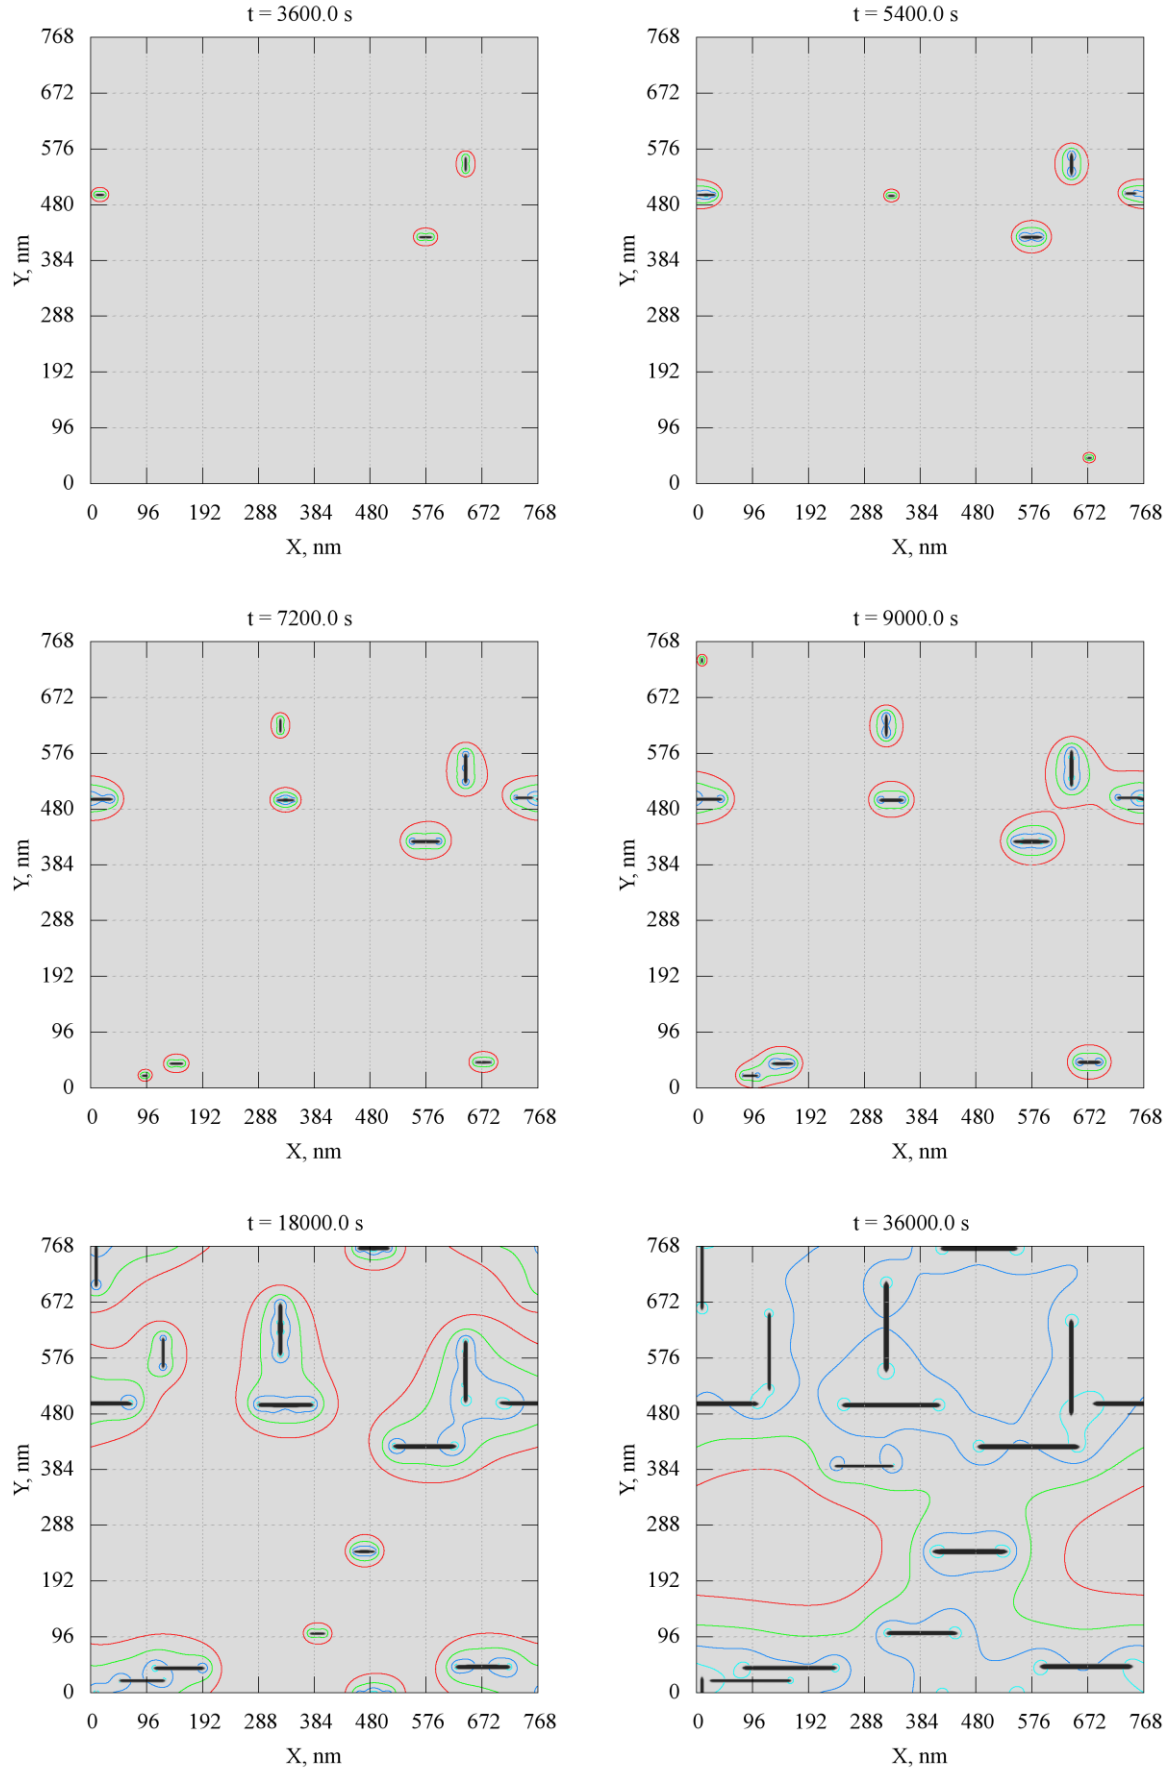 t = 3600.0 s
768
672
576
480
384
288
192
96
0
Y, nm
0 96 192 288 384 480 576 672 768
X, nm
t = 5400.0 s
768
672
576
480
384
288
192
96
0
Y, nm
0 96 192 288 384 480 576 672 768
X, nm
t = 7200.0 s
768
672
576
480
384
288
192
96
0
Y, nm
0 96 192 288 384 480 576 672 768
X, nm
t = 9000.0 s
768
672
576
480
384
288
192
96
0
Y, nm
0 96 192 288 384 480 576 672 768
X, nm
t = 18000.0 s
768
672
576
480
384
288
192
96
0
Y, nm
0 96 192 288 384 480 576 672 768
X, nm
t = 36000.0 s
768
672
576
480
384
288
192
96
0
Y, nm
0 96 192 288 384 480 576 672 768
X, nm